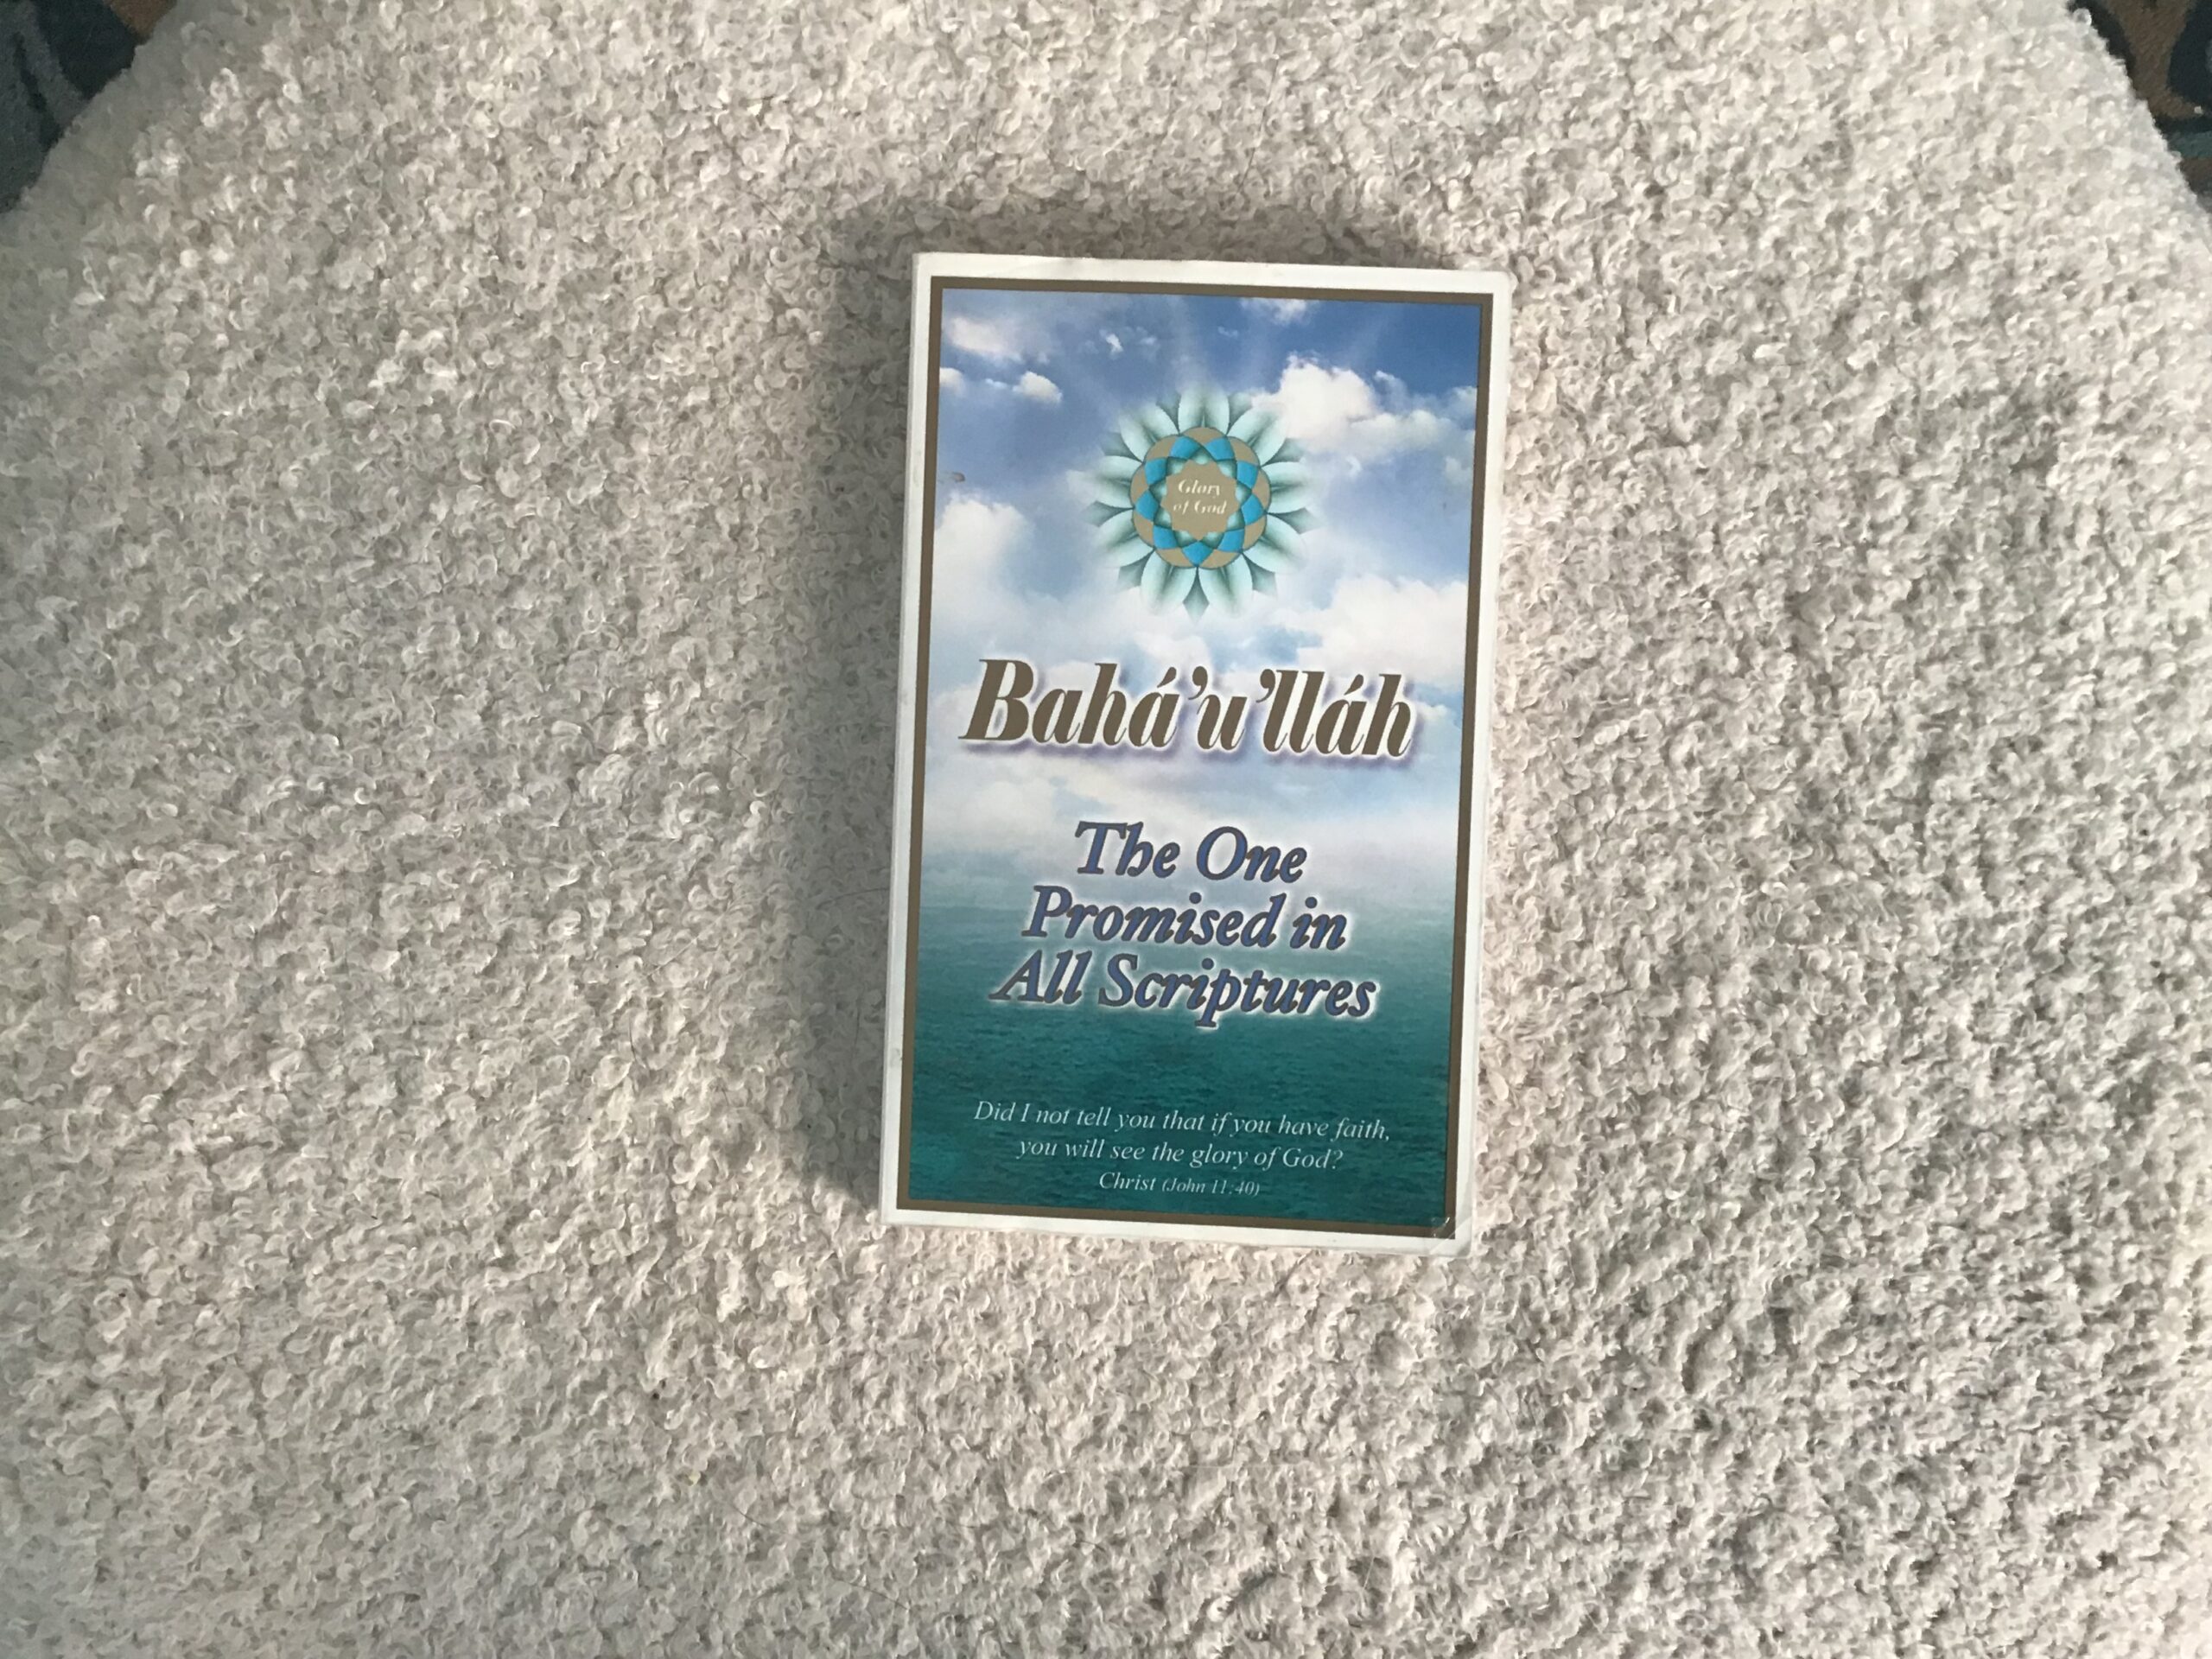 Glory
of God
Bahá'u'lláh
The One
Promised in
All Scriptures
Did I not tell you that if you have faith,
you will see the glory of God?
Christ (John 11:40)